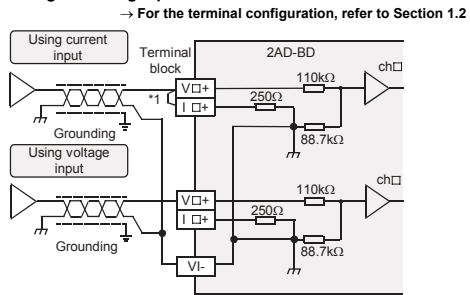 → For the terminal configuration, refer to Section 1.2
Using current
input
Terminal
block
2AD-BD
110kΩ
ch□
V□+
*1
250Ω
I □+
Grounding
88.7kΩ
Using voltage
input
110kΩ
ch□
V□+
250Ω
I □+
Grounding
88.7kΩ
VI-